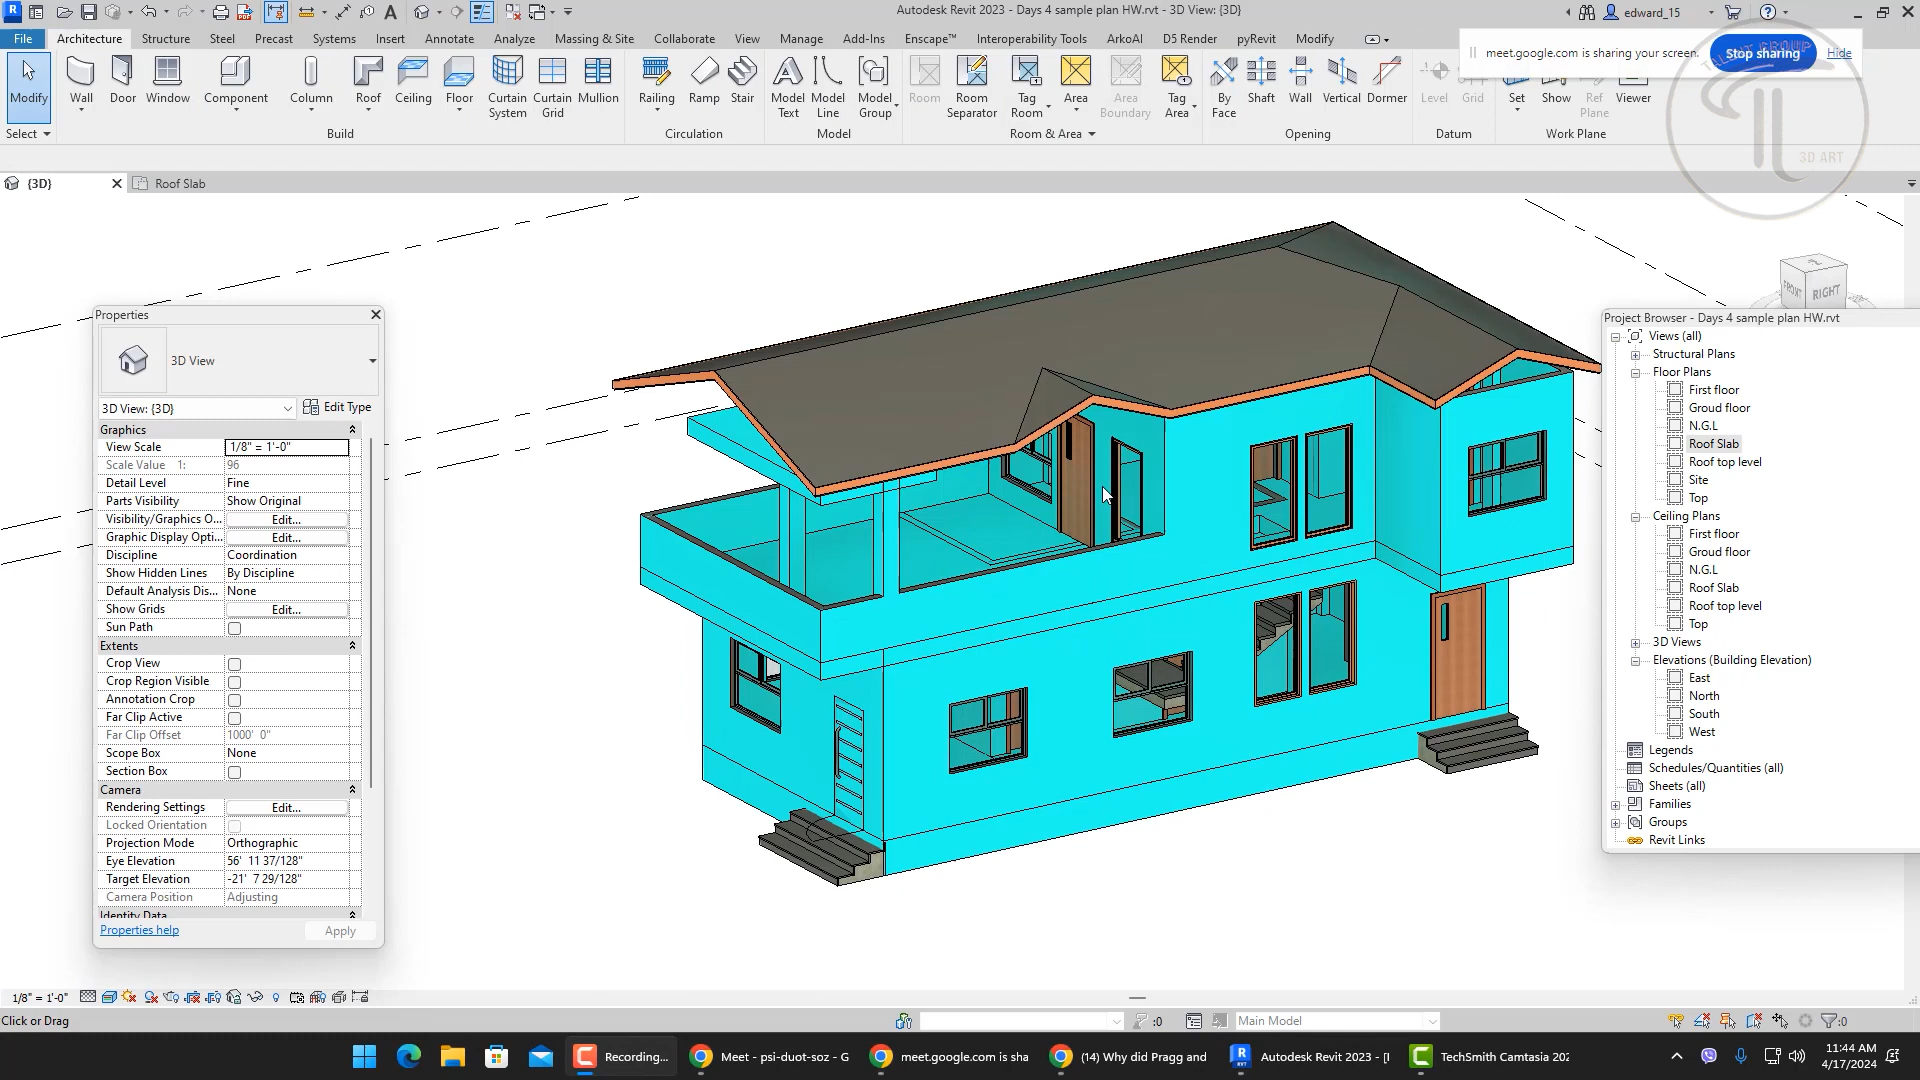 Autodesk Revit 2023 - Days 4 sample plan HW.rvt - 3D View: {3D}
edward_15
File Architecture Structure Steel Precast Systems Insert Annotate Analyze Massing & Site Collaborate View Manage Add-Ins Enscape™ Interoperability Tools ArkoAI D5 Render pyRevit Modify
meet.google.com is sharing your screen. Stop sharing Hide
Modify Wall Door Window Component Column Roof Ceiling Floor Curtain System Curtain Grid Mullion Railing Ramp Stair Model Text Model Line Model Group Room Room Separator Tag Room Area Area Boundary Tag Area By Face Shaft Wall Vertical Dormer Level Grid Set Show Ref Plane Viewer
Select Build Circulation Model Room & Area Opening Datum Work Plane
3D ART
{3D} Roof Slab
FRONT RIGHT
Properties
3D View
3D View: {3D} Edit Type
Graphics
View Scale 1/8" = 1'-0"
Scale Value 1: 96
Detail Level Fine
Parts Visibility Show Original
Visibility/Graphics O... Edit...
Graphic Display Opti... Edit...
Discipline Coordination
Show Hidden Lines By Discipline
Default Analysis Dis... None
Show Grids Edit...
Sun Path
Extents
Crop View
Crop Region Visible
Annotation Crop
Far Clip Active
Far Clip Offset 1000' 0"
Scope Box None
Section Box
Camera
Rendering Settings Edit...
Locked Orientation
Projection Mode Orthographic
Eye Elevation 56' 11 37/128"
Target Elevation -21' 7 29/128"
Camera Position Adjusting
Identity Data
Properties help Apply
Project Browser - Days 4 sample plan HW.rvt
Views (all)
Structural Plans
Floor Plans
First floor
Groud floor
N.G.L
Roof Slab
Roof top level
Site
Top
Ceiling Plans
First floor
Groud floor
N.G.L
Roof Slab
Roof top level
Top
3D Views
Elevations (Building Elevation)
East
North
South
West
Legends
Schedules/Quantities (all)
Sheets (all)
Families
Groups
Revit Links
1/8" = 1'-0"
Click or Drag :0 Main Model :0
Recording... Meet - psi-duot-soz - G meet.google.com is sha (14) Why did Pragg and Autodesk Revit 2023 - [ TechSmith Camtasia 202
11:44 AM
4/17/2024